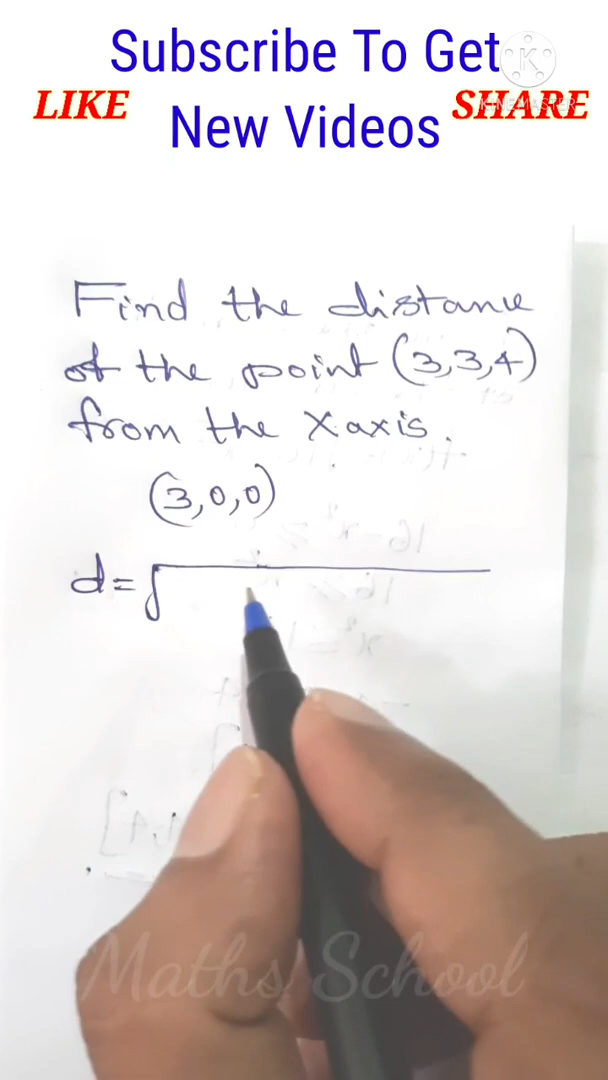 Subscribe To Get
LIKE
SHARE
New Videos
KINEMASTER
Find the distance
of the point (3,3,4)
from the X axis.
(3,0,0)
d=√
Maths School